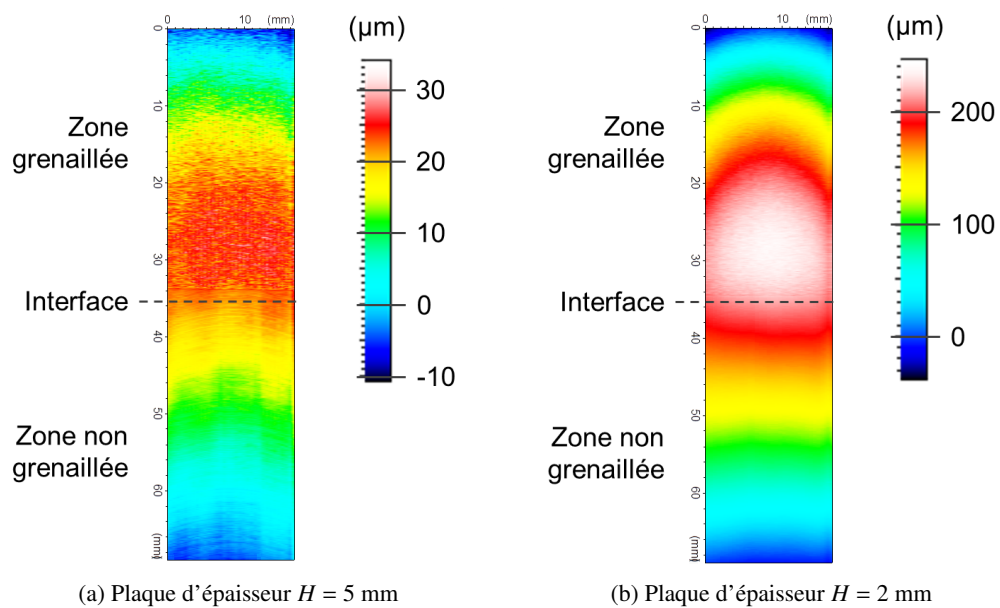 0 10 (mm)
0
10
20
30
40
50
60
(mm)
Zone
grenaillée
Interface
Zone non
grenaillée
(µm)
30
20
10
0
-10
(a) Plaque d'épaisseur H = 5 mm
0 10 (mm)
0
10
20
30
40
50
60
(mm)
Zone
grenaillée
Interface
Zone non
grenaillée
(µm)
200
100
0
(b) Plaque d'épaisseur H = 2 mm